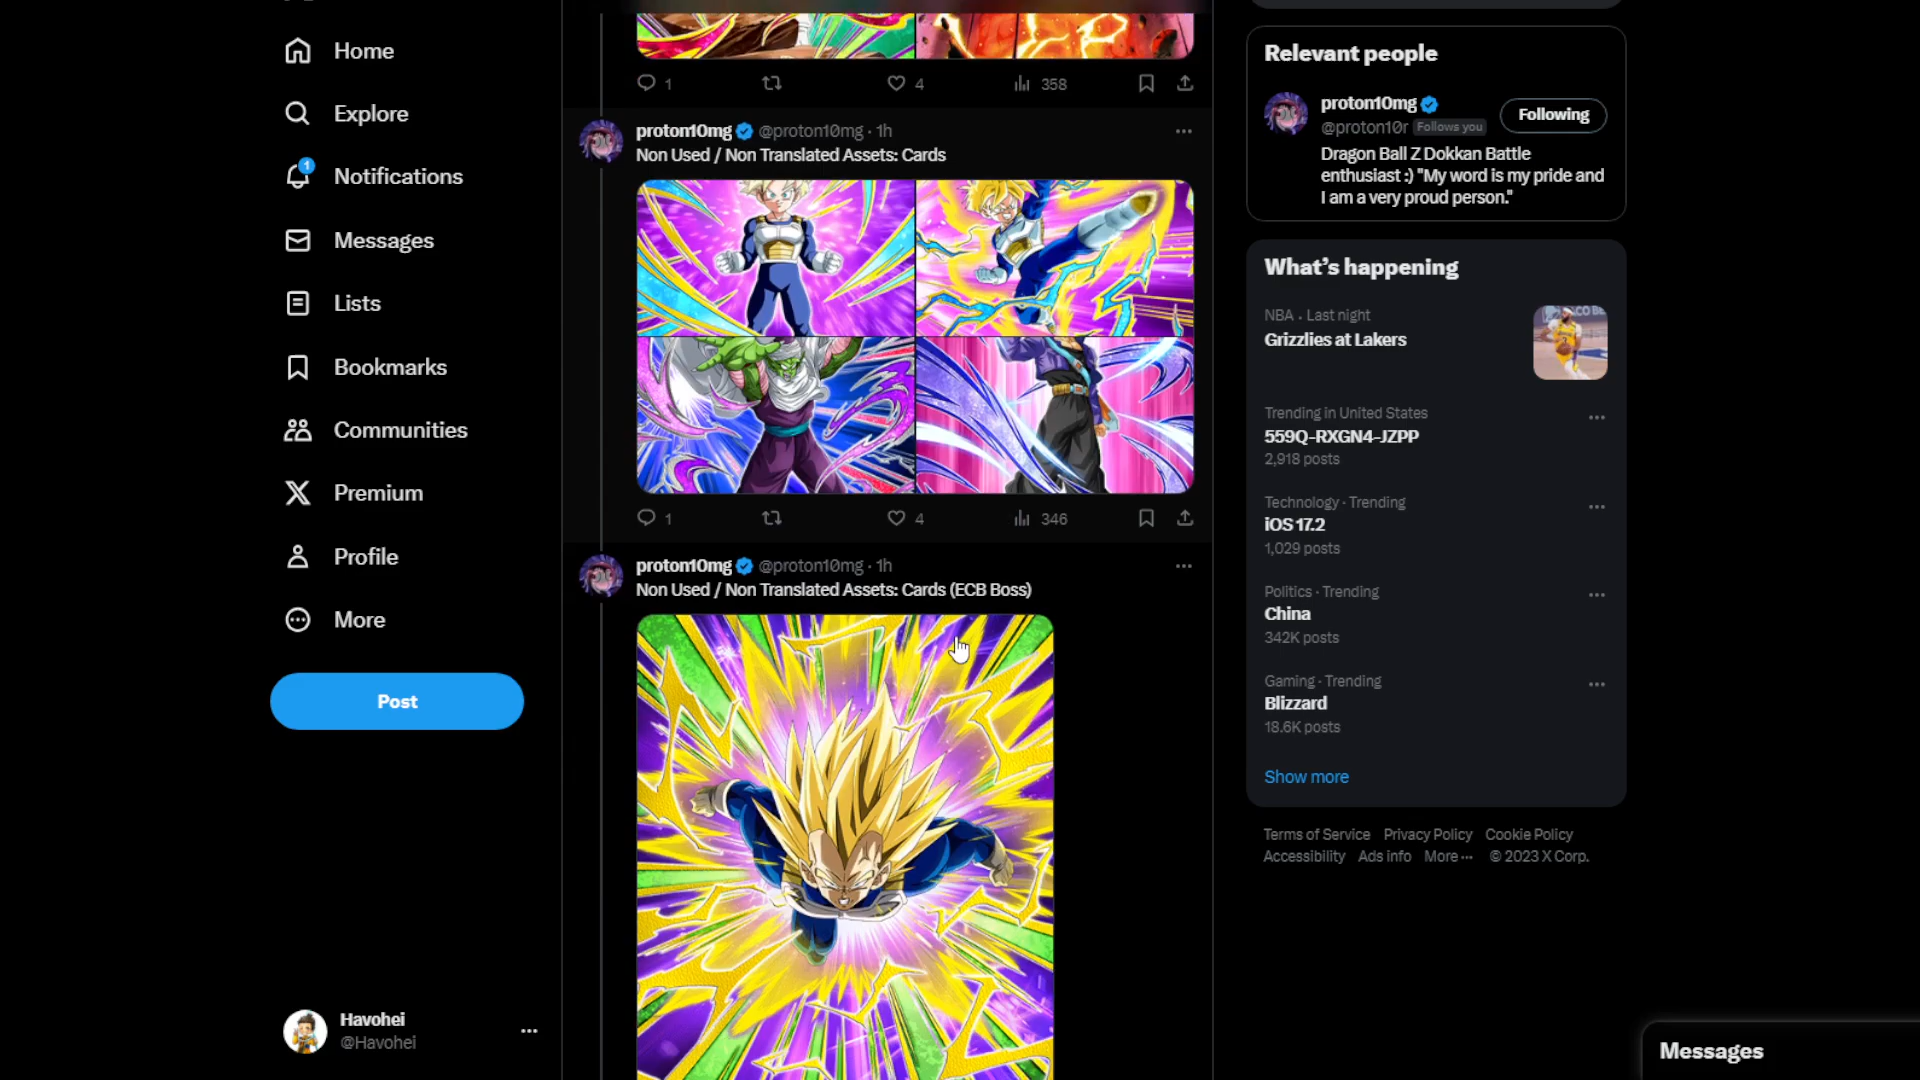 Home
Explore
1
Notifications
Messages
Lists
Bookmarks
Communities
Premium
Profile
More
Post
Havohei
@Havohei
1
4
358
proton10mg @proton10mg · 1h
Non Used / Non Translated Assets: Cards
1
4
346
proton10mg @proton10mg · 1h
Non Used / Non Translated Assets: Cards (ECB Boss)
Relevant people
proton10mg
@proton10r Follows you
Following
Dragon Ball Z Dokkan Battle
enthusiast :) "My word is my pride and
I am a very proud person."
What's happening
NBA · Last night
Grizzlies at Lakers
Trending in United States
559Q-RXGN4-JZPP
2,918 posts
Technology · Trending
iOS 17.2
1,029 posts
Politics · Trending
China
342K posts
Gaming · Trending
Blizzard
18.6K posts
Show more
Terms of Service Privacy Policy Cookie Policy
Accessibility Ads info More ··· © 2023 X Corp.
Messages